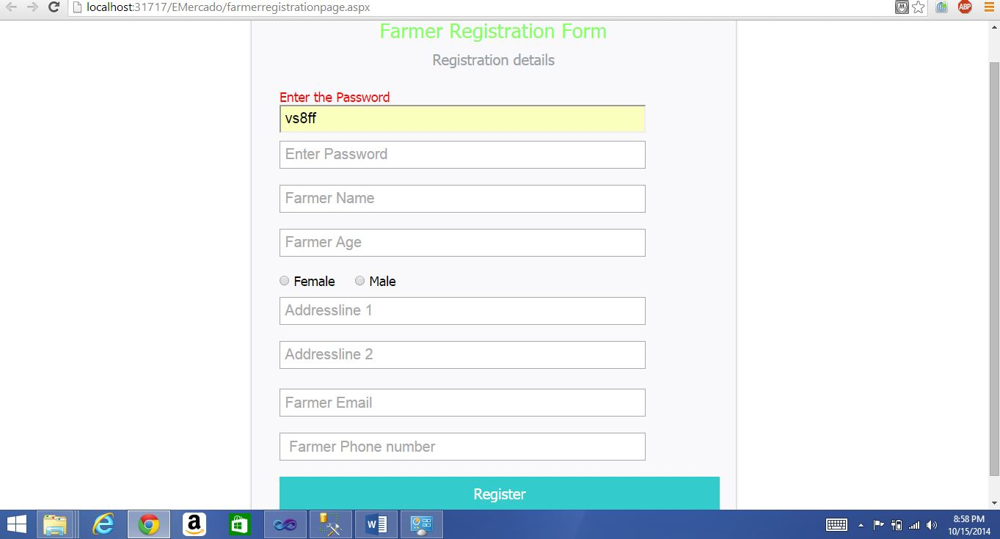 localhost:31717/EMercado/farmerregistrationpage.aspx
ABP
Farmer Registration Form
Registration details
Enter the Password
vs8ff
Enter Password
Farmer Name
Farmer Age
Female Male
Addressline 1
Addressline 2
Farmer Email
Farmer Phone number
Register
8:58 PM
10/15/2014